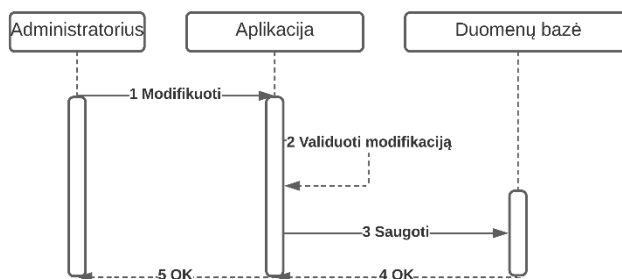 Administratorius
Aplikacija
Duomenų bazė
1 Modifikuoti
2 Validuoti modifikaciją
3 Saugoti
4 OK
5 OK